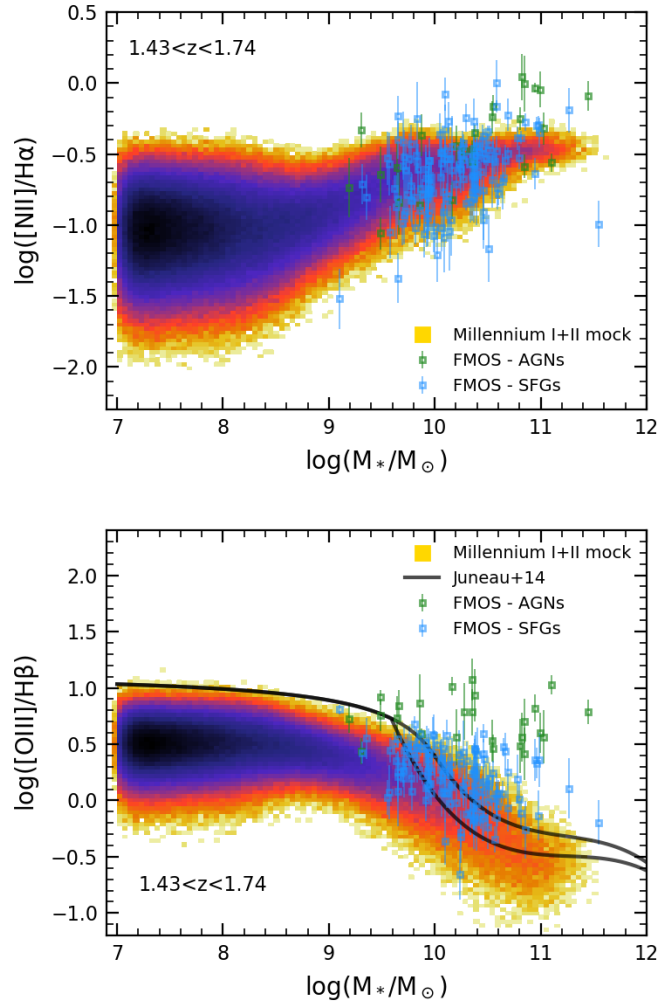 0.5
1.43<z<1.74
0.0
−0.5
−1.0
−1.5
−2.0
log([NII]/Hα)
Millennium I+II mock
FMOS - AGNs
FMOS - SFGs
7 8 9 10 11 12
log(M*/M⊙)
2.0
1.5
1.0
0.5
0.0
−0.5
−1.0
log([OIII]/Hβ)
Millennium I+II mock
Juneau+14
FMOS - AGNs
FMOS - SFGs
1.43<z<1.74
7 8 9 10 11 12
log(M*/M⊙)